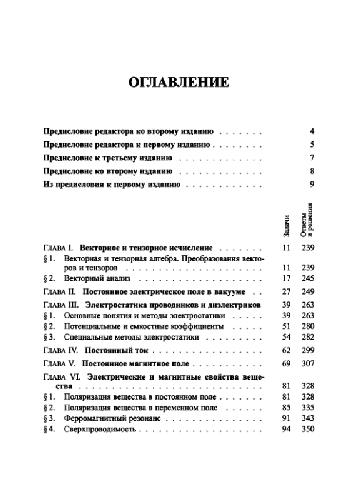 ОГЛАВЛЕНИЕ
Предисловие редактора ко второму изданию . . . . . . . 4
Предисловие редактора к первому изданию . . . . . . . 5
Предисловие к третьему изданию . . . . . . . . . . . . . 7
Предисловие ко второму изданию . . . . . . . . . . . . 8
Из предисловия к первому изданию . . . . . . . . . . . 9
Задачи
Ответы
и решения
ГЛАВА I. Векторное и тензорное исчисление . . . . . . . 11 239
§ 1. Векторная и тензорная алгебра. Преобразования векто-
ров и тензоров . . . . . . . . . . . . . . . . . . . 11 239
§ 2. Векторный анализ . . . . . . . . . . . . . . . . . 17 245
ГЛАВА II. Постоянное электрическое поле в вакууме . . 27 249
ГЛАВА III. Электростатика проводников и диэлектриков 39 263
§ 1. Основные понятия и методы электростатики . . . . 39 263
§ 2. Потенциальные и емкостные коэффициенты . . . . 51 280
§ 3. Специальные методы электростатики . . . . . . . . 54 282
ГЛАВА IV. Постоянный ток . . . . . . . . . . . . . . . . 62 299
ГЛАВА V. Постоянное магнитное поле . . . . . . . . . . 69 307
ГЛАВА VI. Электрические и магнитные свойства веще-
ства . . . . . . . . . . . . . . . . . . . . . . . . . 81 328
§ 1. Поляризация вещества в постоянном поле . . . . . 81 328
§ 2. Поляризация вещества в переменном поле . . . . . 85 335
§ 3. Ферромагнитный резонанс . . . . . . . . . . . . . 91 343
§ 4. Сверхпроводимость . . . . . . . . . . . . . . . . . 94 350